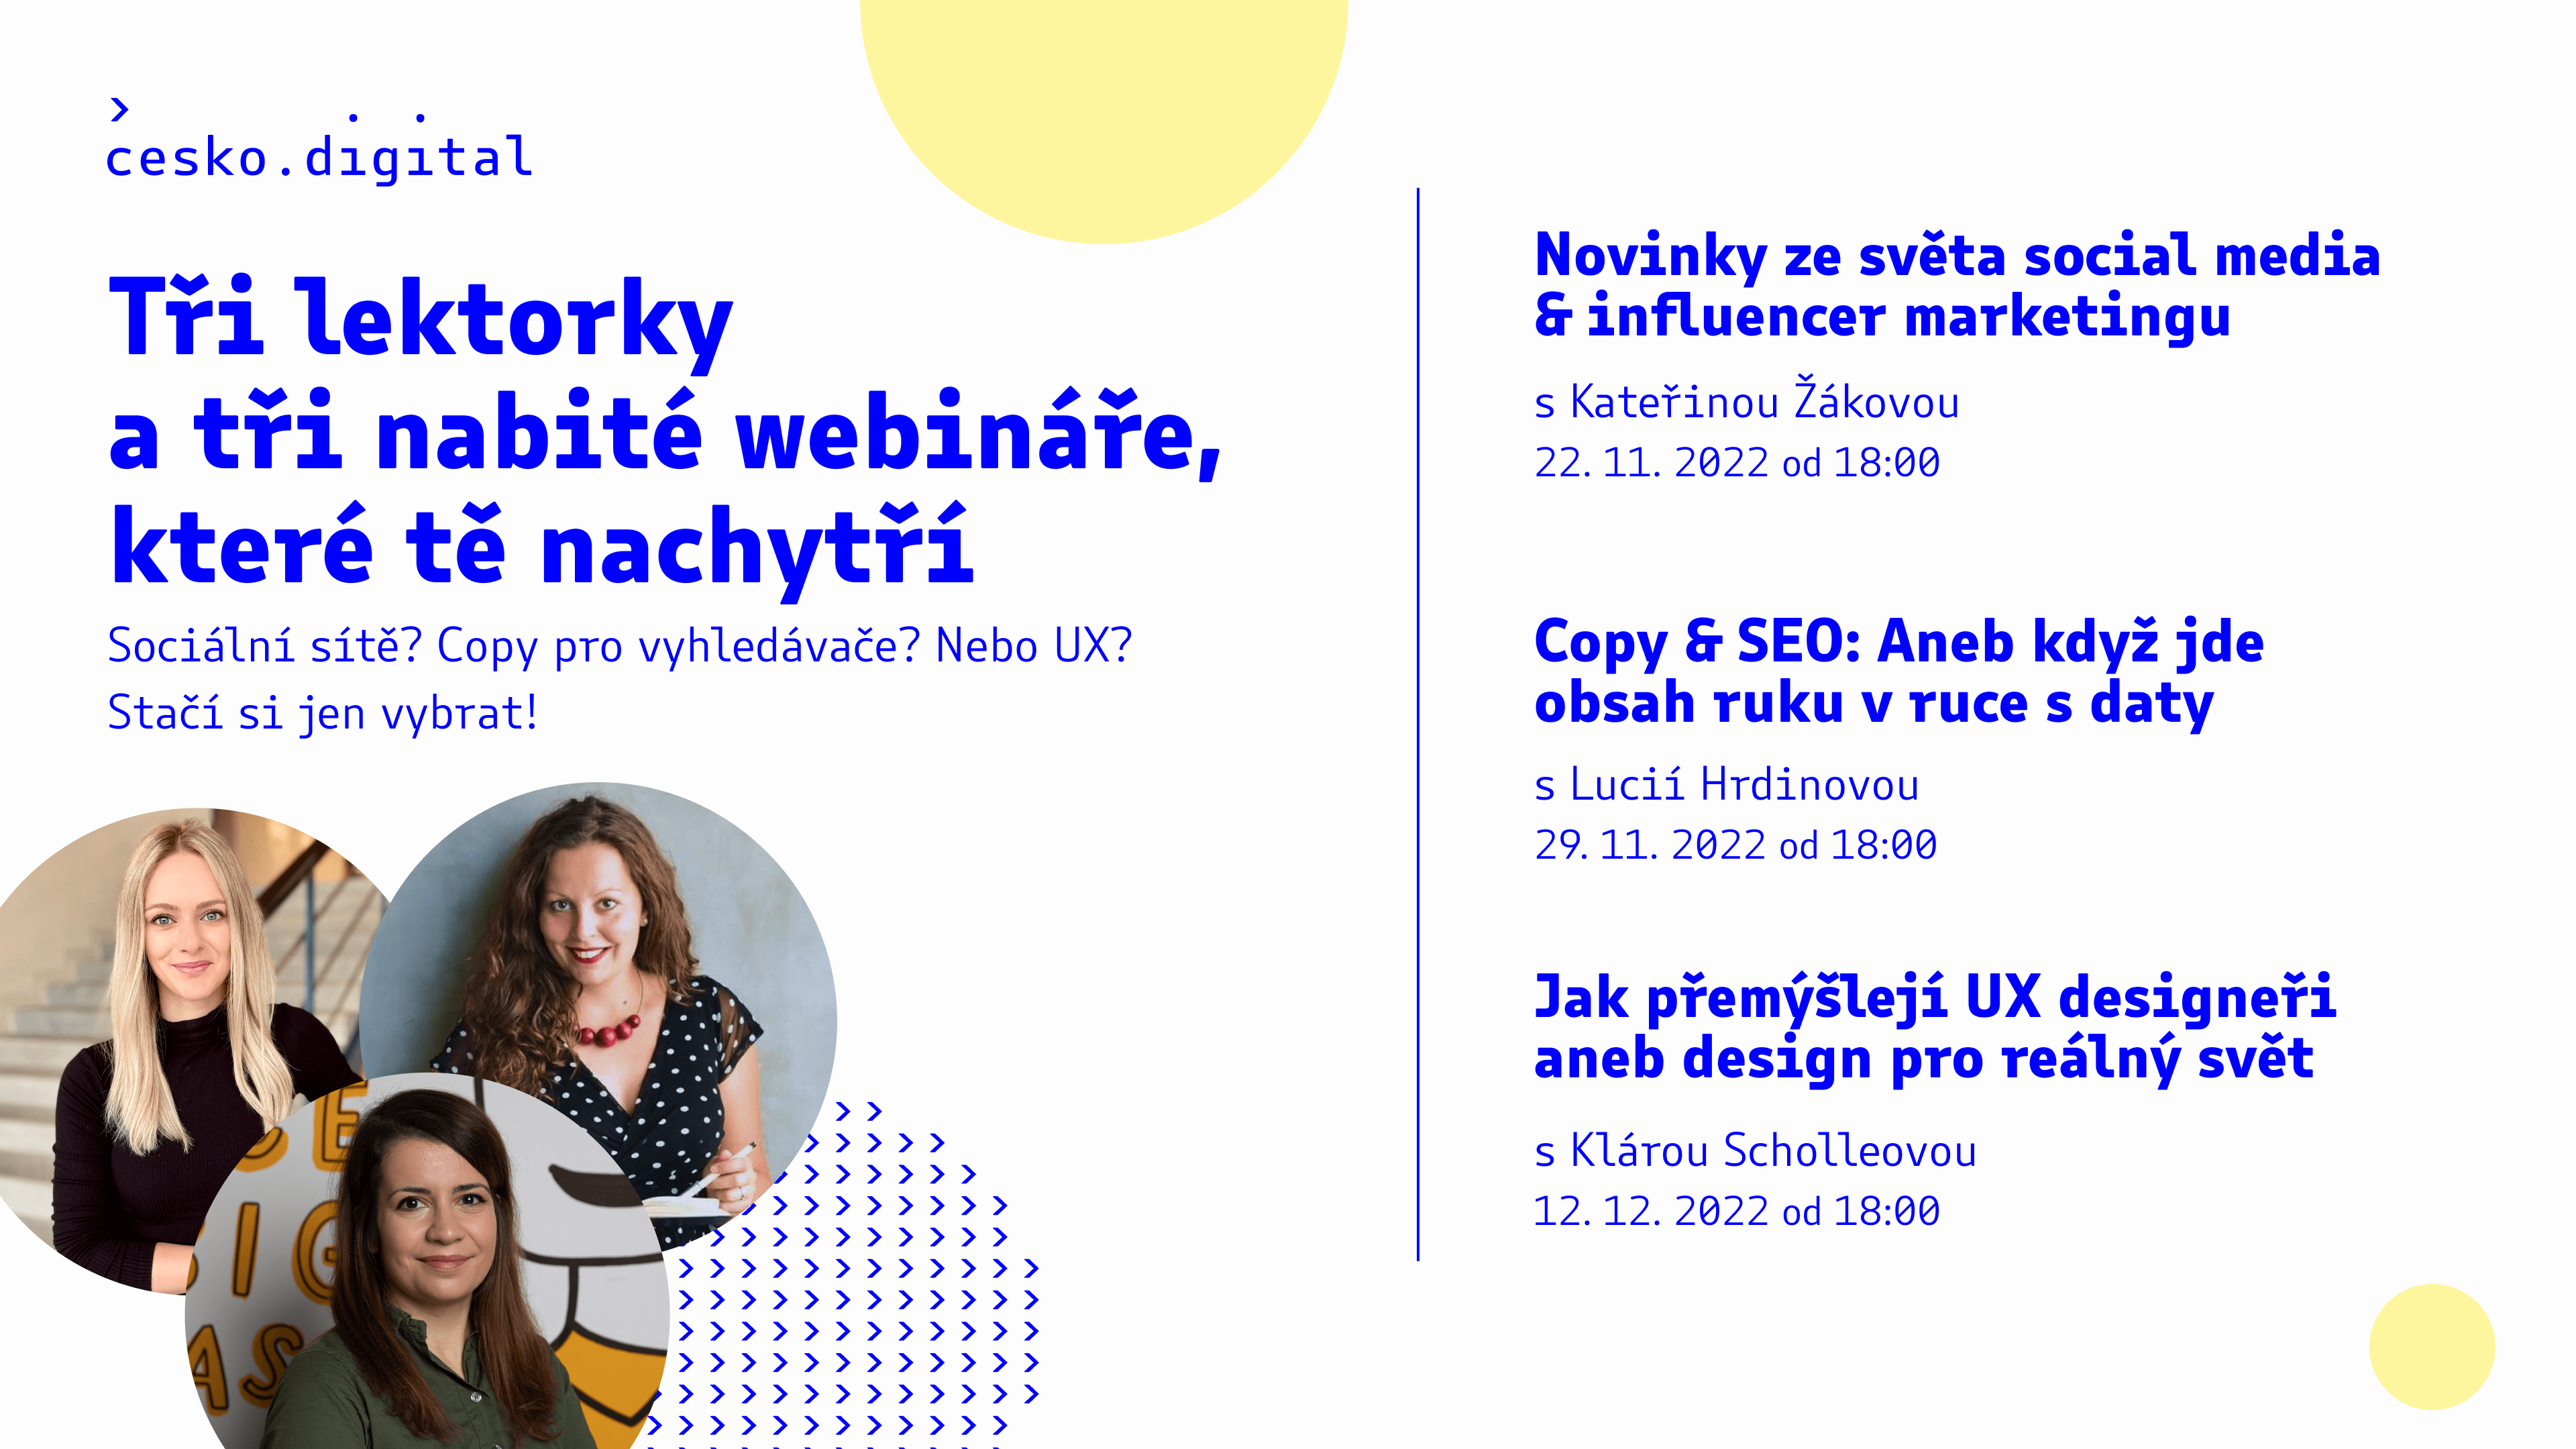 cesko.digital
Tři lektorky
a tři nabité webináře,
které tě nachytří
Sociální sítě? Copy pro vyhledávače? Nebo UX?
Stačí si jen vybrat!
Novinky ze světa social media
& influencer marketingu
s Kateřinou Žákovou
22. 11. 2022 od 18:00
Copy & SEO: Aneb když jde
obsah ruku v ruce s daty
s Lucií Hrdinovou
29. 11. 2022 od 18:00
Jak přemýšlejí UX designeři
aneb design pro reálný svět
s Klárou Scholleovou
12. 12. 2022 od 18:00